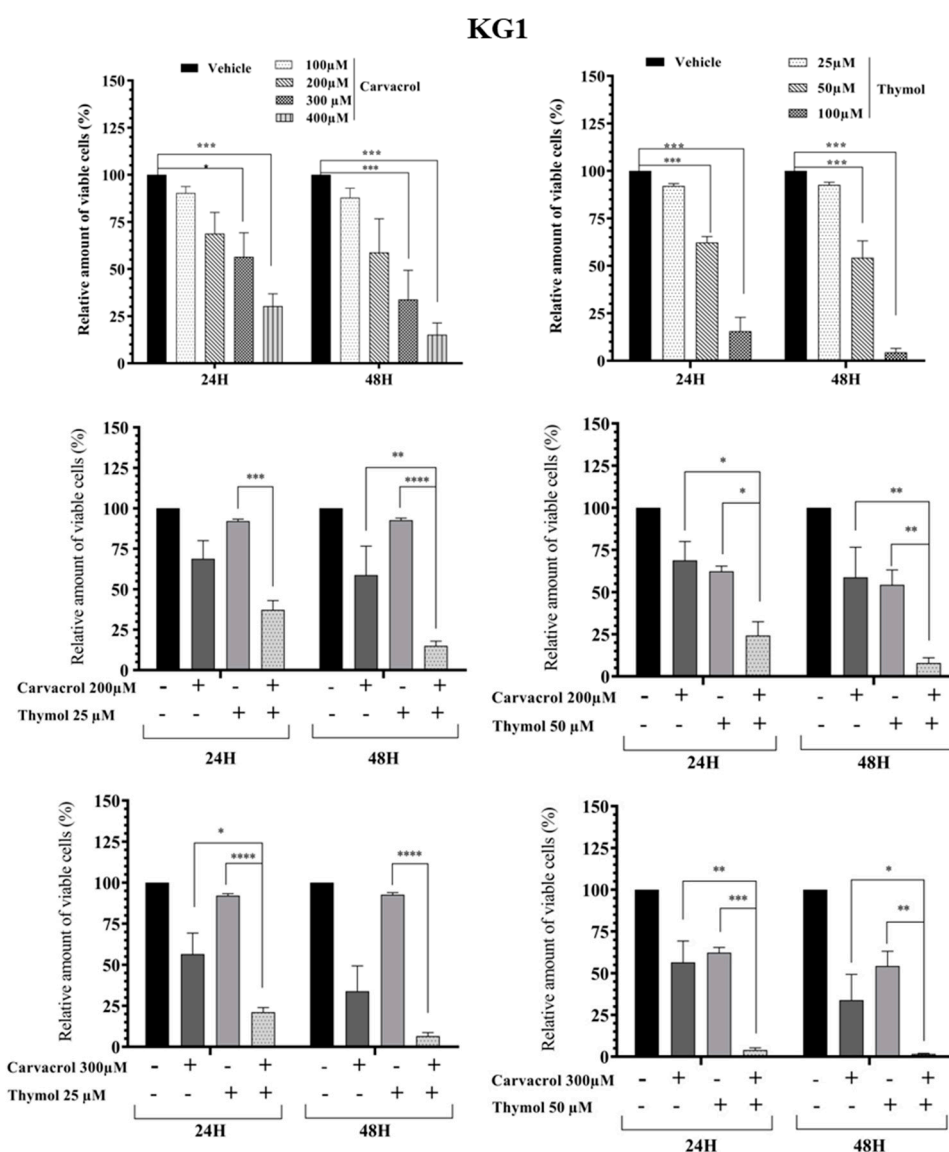 KG1
Vehicle
100µM
200µM
300 µM
400µM
Carvacrol
Relative amount of viable cells (%)
150
125
100
75
50
25
0
***
*
***
***
24H
48H
Vehicle
25µM
50µM
100µM
Thymol
Relative amount of viable cells (%)
150
125
100
75
50
25
0
***
***
***
***
24H
48H
Relative amount of viable cells (%)
150
125
100
75
50
25
0
***
**
****
Carvacrol 200µM - + - + - + - +
Thymol 25 µM - - + + - - + +
24H 48H
Relative amount of viable cells (%)
150
125
100
75
50
25
0
*
*
**
**
Carvacrol 200µM - + - + - + - +
Thymol 50 µM - - + + - - + +
24H 48H
Relative amount of viable cells (%)
150
125
100
75
50
25
0
*
****
****
Carvacrol 300µM - + - + - + - +
Thymol 25 µM - - + + - - + +
24H 48H
Relative amount of viable cells (%)
150
125
100
75
50
25
0
**
***
*
**
Carvacrol 300µM - + - + - + - +
Thymol 50 µM - - + + - - + +
24H 48H